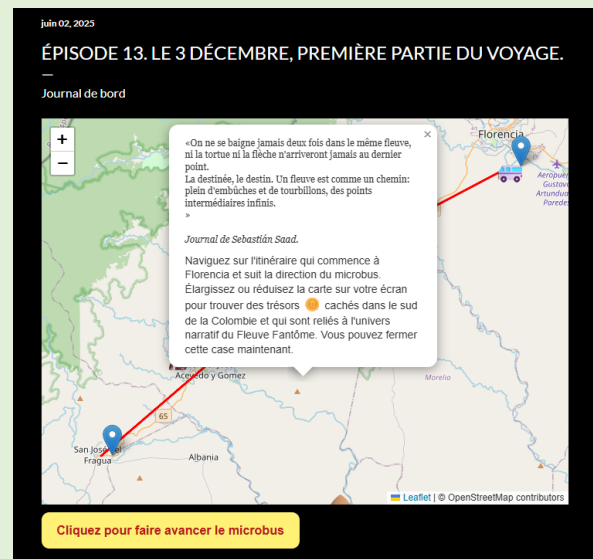 juin 02, 2025
ÉPISODE 13. LE 3 DÉCEMBRE, PREMIÈRE PARTIE DU VOYAGE.
—
Journal de bord
+
−
×
«On ne se baigne jamais deux fois dans le même fleuve,
ni la tortue ni la flèche n'arriveront jamais au dernier
point.
La destinée, le destin. Un fleuve est comme un chemin:
plein d'embûches et de tourbillons, des points
intermédiaires infinis.
»
Journal de Sebastián Saad.
Naviguez sur l'itinéraire qui commence à
Florencia et suit la direction du microbus.
Élargissez ou réduisez la carte sur votre écran
pour trouver des trésors cachés dans le sud
de la Colombie et qui sont reliés à l'univers
narratif du Fleuve Fantôme. Vous pouvez fermer
cette case maintenant.
Florencia
Gustavo
Artundua
Paredes
Acevedo y Gomez
Morelia
65
San José del
Fragua
Albania
Leaflet | © OpenStreetMap contributors
Cliquez pour faire avancer le microbus